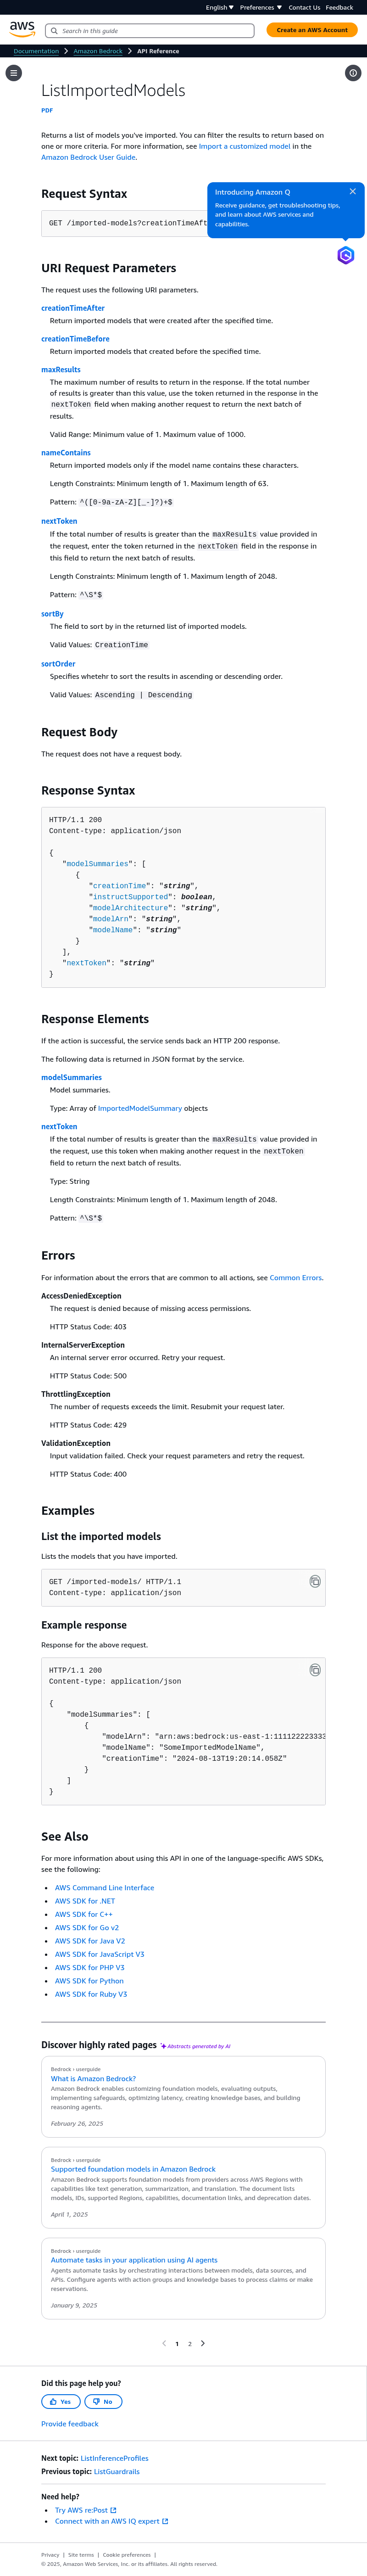 English Preferences Contact Us Feedback
aws Search in this guide Create an AWS Account
Documentation Amazon Bedrock API Reference
ListImportedModels
PDF
Returns a list of models you've imported. You can filter the results to return based
on one or more criteria. For more information, see Import a customized model in the
Amazon Bedrock User Guide.
Introducing Amazon Q
Receive guidance, get troubleshooting tips,
and learn about AWS services and
capabilities.
Request Syntax
GET /imported-models?creationTimeAft
URI Request Parameters
The request uses the following URI parameters.
creationTimeAfter
Return imported models that were created after the specified time.
creationTimeBefore
Return imported models that created before the specified time.
maxResults
The maximum number of results to return in the response. If the total number
of results is greater than this value, use the token returned in the response in the
nextToken field when making another request to return the next batch of
results.
Valid Range: Minimum value of 1. Maximum value of 1000.
nameContains
Return imported models only if the model name contains these characters.
Length Constraints: Minimum length of 1. Maximum length of 63.
Pattern: ^([0-9a-zA-Z][_-]?)+$
nextToken
If the total number of results is greater than the maxResults value provided in
the request, enter the token returned in the nextToken field in the response in
this field to return the next batch of results.
Length Constraints: Minimum length of 1. Maximum length of 2048.
Pattern: ^\S*$
sortBy
The field to sort by in the returned list of imported models.
Valid Values: CreationTime
sortOrder
Specifies whetehr to sort the results in ascending or descending order.
Valid Values: Ascending | Descending
Request Body
The request does not have a request body.
Response Syntax
HTTP/1.1 200
Content-type: application/json
{
"modelSummaries": [
{
"creationTime": "string",
"instructSupported": boolean,
"modelArchitecture": "string",
"modelArn": "string",
"modelName": "string"
}
],
"nextToken": "string"
}
Response Elements
If the action is successful, the service sends back an HTTP 200 response.
The following data is returned in JSON format by the service.
modelSummaries
Model summaries.
Type: Array of ImportedModelSummary objects
nextToken
If the total number of results is greater than the maxResults value provided in
the request, use this token when making another request in the nextToken
field to return the next batch of results.
Type: String
Length Constraints: Minimum length of 1. Maximum length of 2048.
Pattern: ^\S*$
Errors
For information about the errors that are common to all actions, see Common Errors.
AccessDeniedException
The request is denied because of missing access permissions.
HTTP Status Code: 403
InternalServerException
An internal server error occurred. Retry your request.
HTTP Status Code: 500
ThrottlingException
The number of requests exceeds the limit. Resubmit your request later.
HTTP Status Code: 429
ValidationException
Input validation failed. Check your request parameters and retry the request.
HTTP Status Code: 400
Examples
List the imported models
Lists the models that you have imported.
GET /imported-models/ HTTP/1.1
Content-type: application/json
Example response
Response for the above request.
HTTP/1.1 200
Content-type: application/json
{
"modelSummaries": [
{
"modelArn": "arn:aws:bedrock:us-east-1:111122223333
"modelName": "SomeImportedModelName",
"creationTime": "2024-08-13T19:20:14.058Z"
}
]
}
See Also
For more information about using this API in one of the language-specific AWS SDKs,
see the following:
• AWS Command Line Interface
• AWS SDK for .NET
• AWS SDK for C++
• AWS SDK for Go v2
• AWS SDK for Java V2
• AWS SDK for JavaScript V3
• AWS SDK for PHP V3
• AWS SDK for Python
• AWS SDK for Ruby V3
Discover highly rated pages Abstracts generated by AI
Bedrock › userguide
What is Amazon Bedrock?
Amazon Bedrock enables customizing foundation models, evaluating outputs,
implementing safeguards, optimizing latency, creating knowledge bases, and building
reasoning agents.
February 26, 2025
Bedrock › userguide
Supported foundation models in Amazon Bedrock
Amazon Bedrock supports foundation models from providers across AWS Regions with
capabilities like text generation, summarization, and translation. The document lists
models, IDs, supported Regions, capabilities, documentation links, and deprecation dates.
April 1, 2025
Bedrock › userguide
Automate tasks in your application using AI agents
Agents automate tasks by orchestrating interactions between models, data sources, and
APIs. Configure agents with action groups and knowledge bases to process claims or make
reservations.
January 9, 2025
1 2
Did this page help you?
Yes No
Provide feedback
Next topic: ListInferenceProfiles
Previous topic: ListGuardrails
Need help?
• Try AWS re:Post
• Connect with an AWS IQ expert
Privacy | Site terms | Cookie preferences |
© 2025, Amazon Web Services, Inc. or its affiliates. All rights reserved.